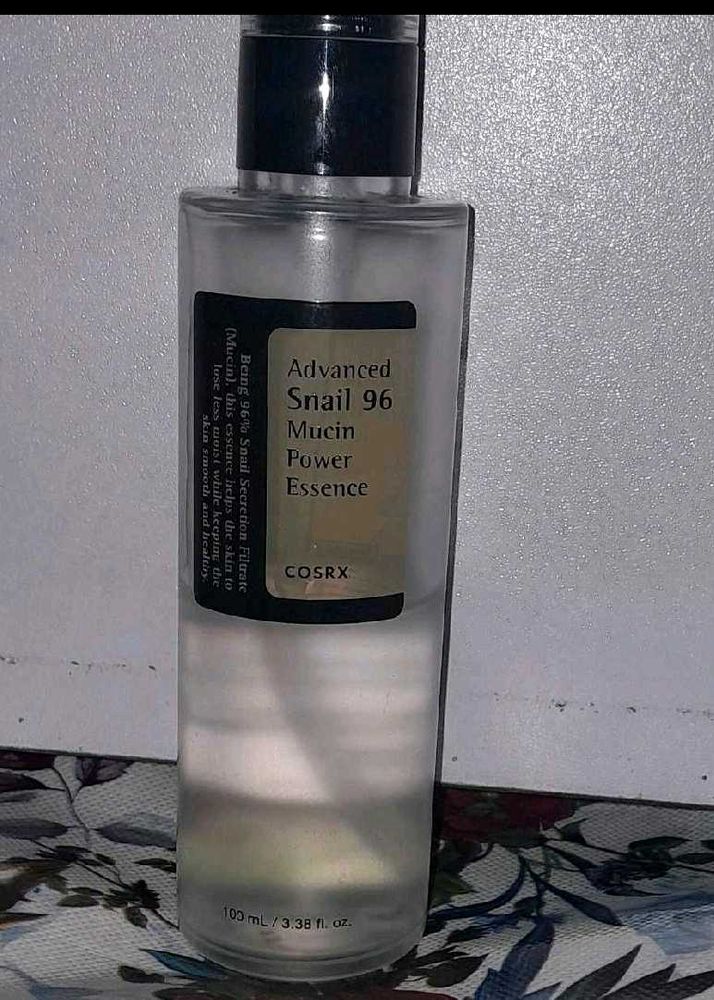 Advanced
Snail 96
Mucin
Power
Essence
COSRX
Being 96% Snail Secretion Filtrate
(Mucin), this essence helps the skin to
lose less moist while keeping the
skin smooth and healthy.
100 mL / 3.38 fl. oz.